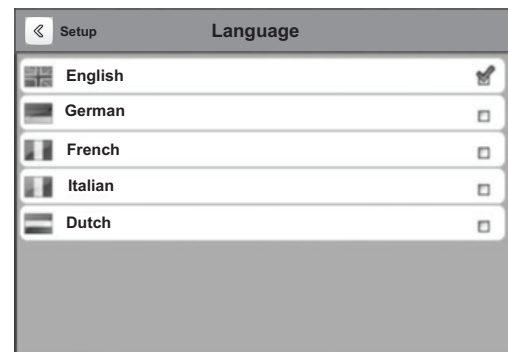 Setup
Language
English
German
French
Italian
Dutch